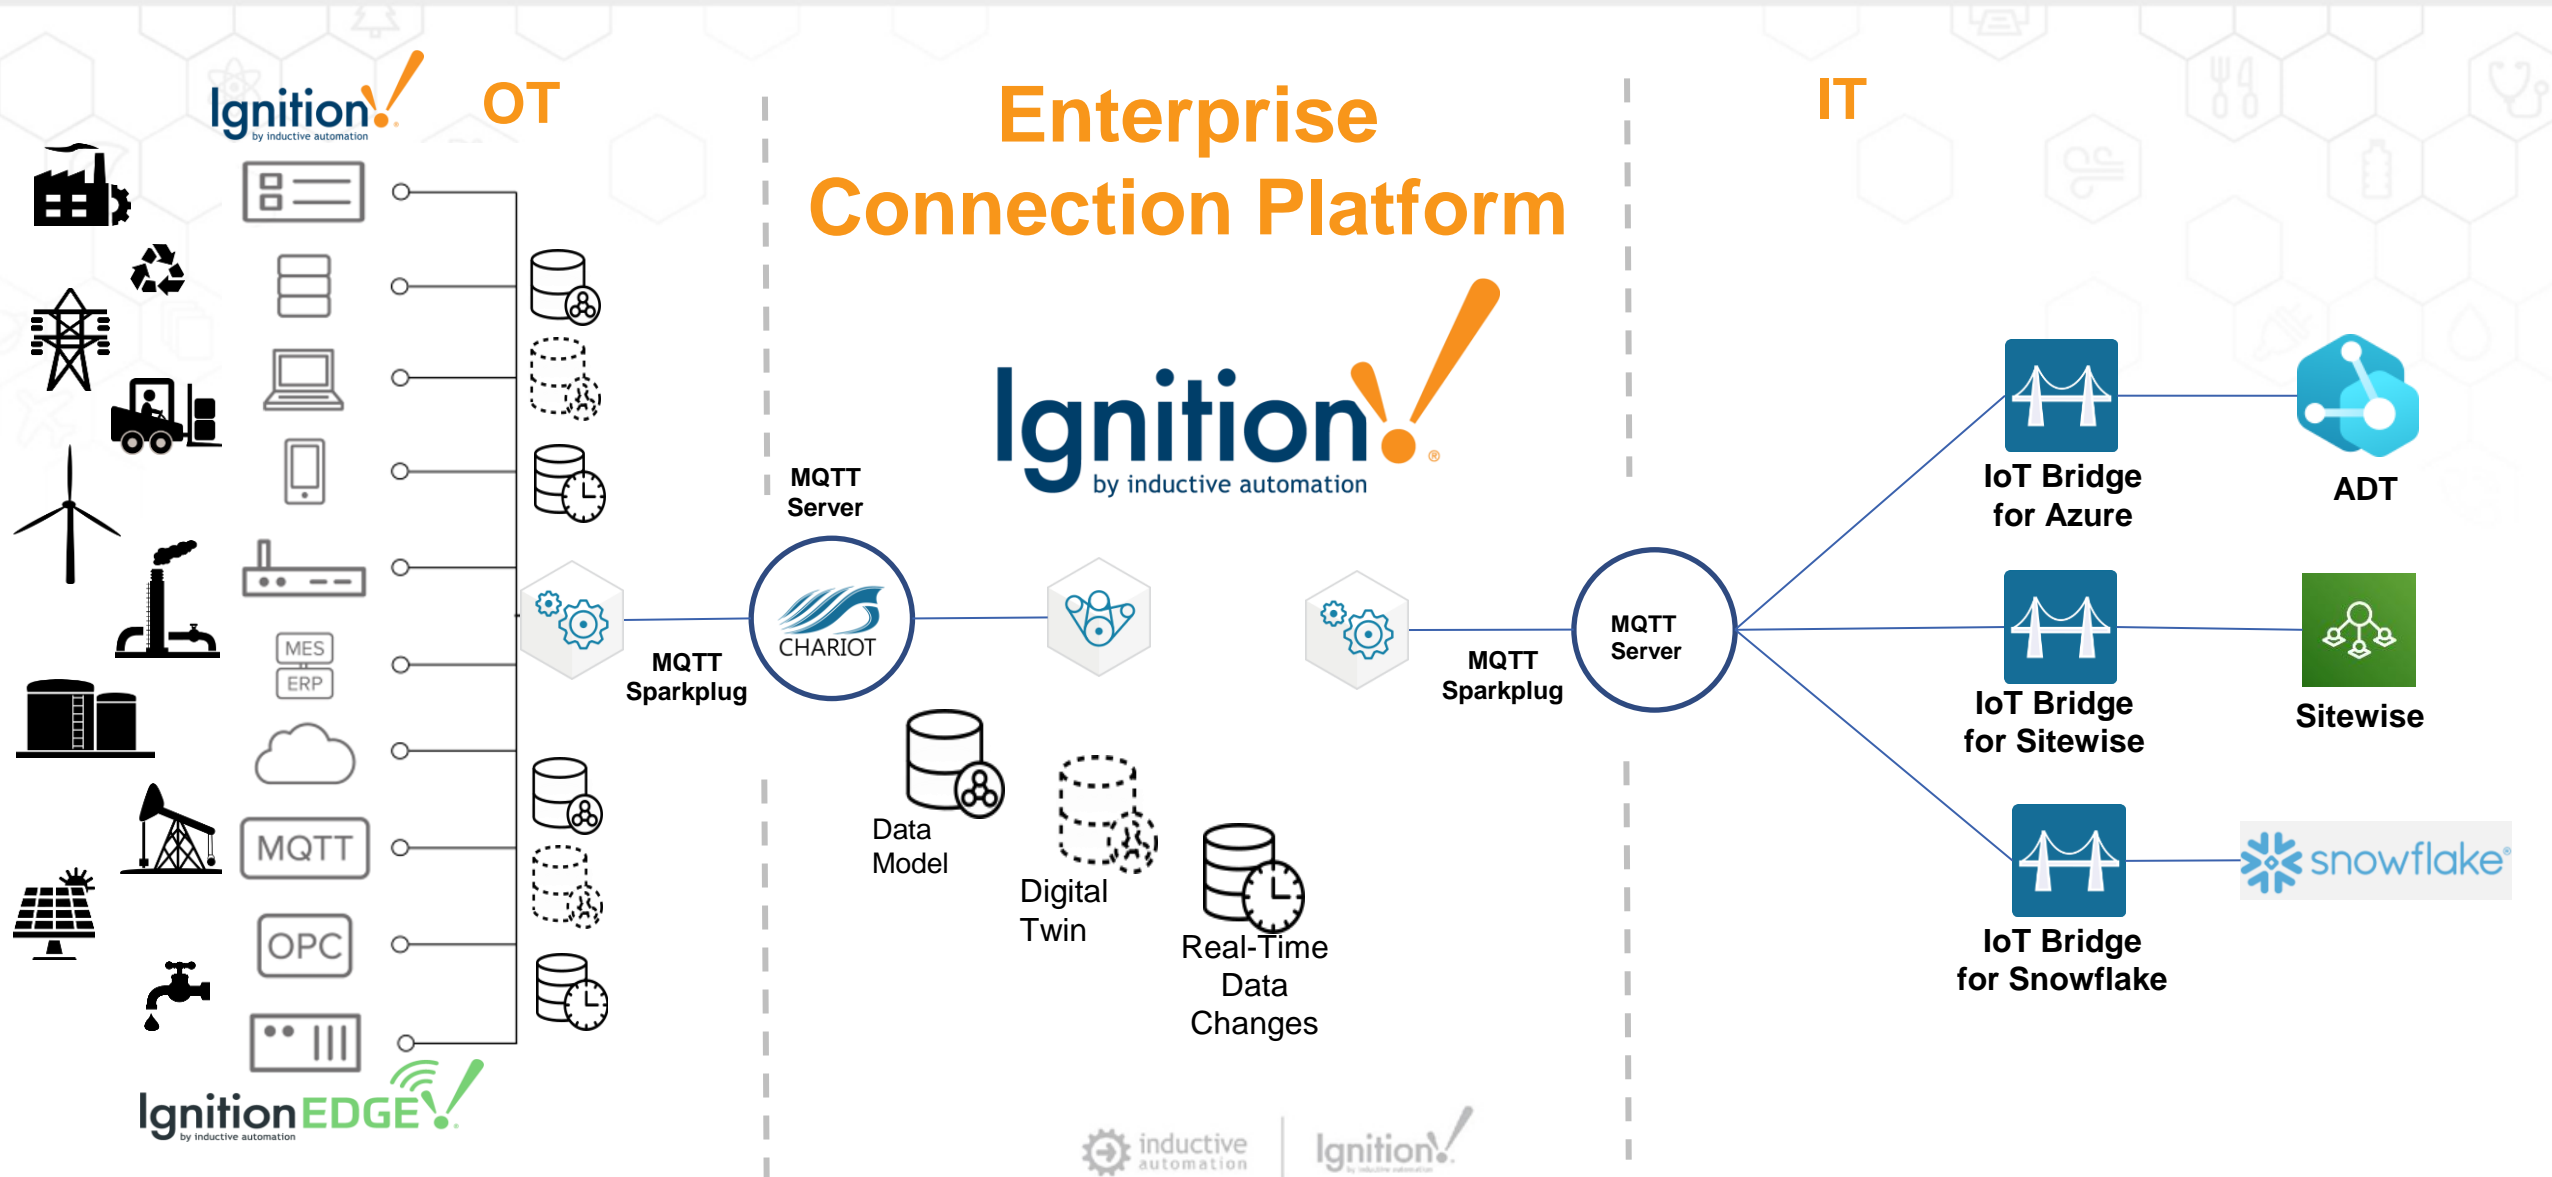 Ignition!
by inductive automation
OT
MES
ERP
MQTT
OPC
Ignition EDGE!
by inductive automation
MQTT
Sparkplug
MQTT
Server
CHARIOT
Enterprise
Connection Platform
Ignition!®
by inductive automation
Data
Model
Digital
Twin
Real-Time
Data
Changes
inductive
automation
Ignition!
by inductive automation
MQTT
Sparkplug
MQTT
Server
IT
IoT Bridge
for Azure
ADT
IoT Bridge
for Sitewise
Sitewise
IoT Bridge
for Snowflake
snowflake®